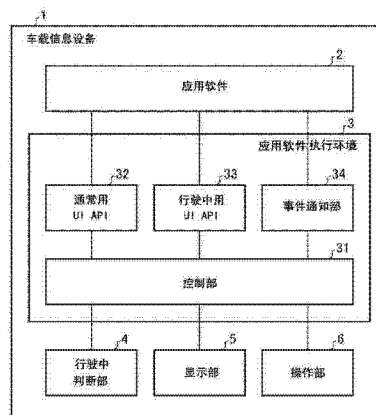 1
车载信息设备
2
应用软件
3
应用软件执行环境
32
33
34
通常用
UI API
行驶中用
UI API
事件通知部
31
控制部
4
5
6
行驶中
判断部
显示部
操作部